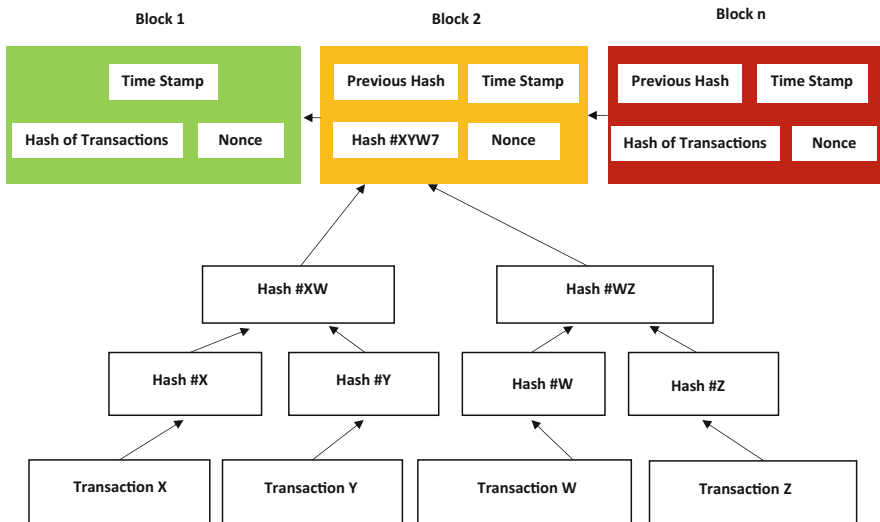 Block 1
Block 2
Block n
Time Stamp
Hash of Transactions
Nonce
Previous Hash
Time Stamp
Hash #XYW7
Nonce
Previous Hash
Time Stamp
Hash of Transactions
Nonce
Hash #XW
Hash #WZ
Hash #X
Hash #Y
Hash #W
Hash #Z
Transaction X
Transaction Y
Transaction W
Transaction Z